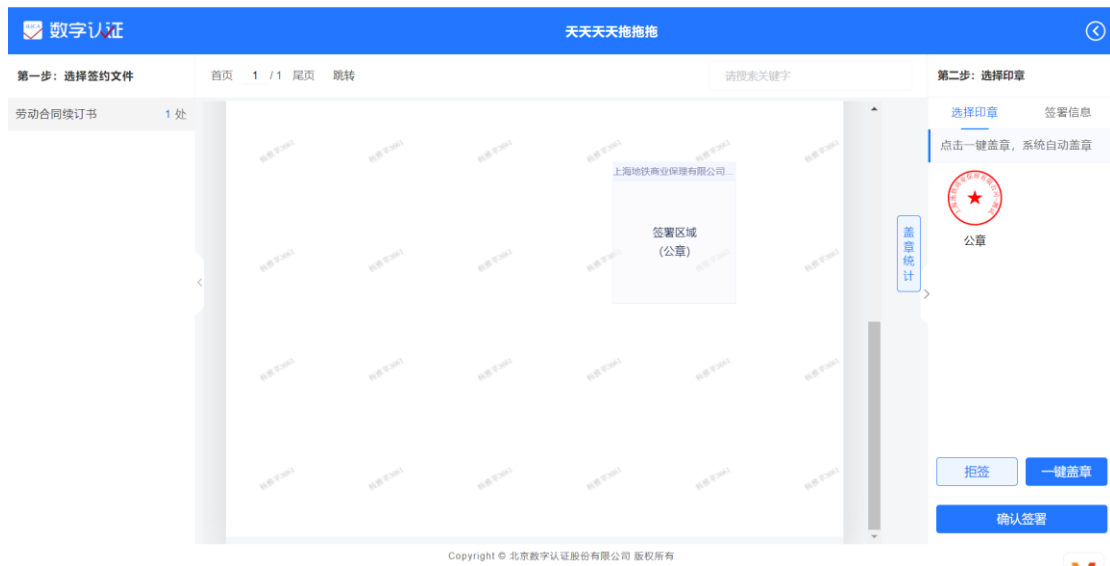 数字认证
天天天天拖拖拖
第一步：选择签约文件
首页 1 / 1 尾页 跳转
请搜索关键字
第二步：选择印章
劳动合同续订书 1 处
选择印章 签署信息
点击一键盖章，系统自动盖章
上海地铁商业保理有限公司...
签署区域
(公章)
盖章统计
公章
拒签 一键盖章
确认签署
Copyright © 北京数字认证股份有限公司 版权所有